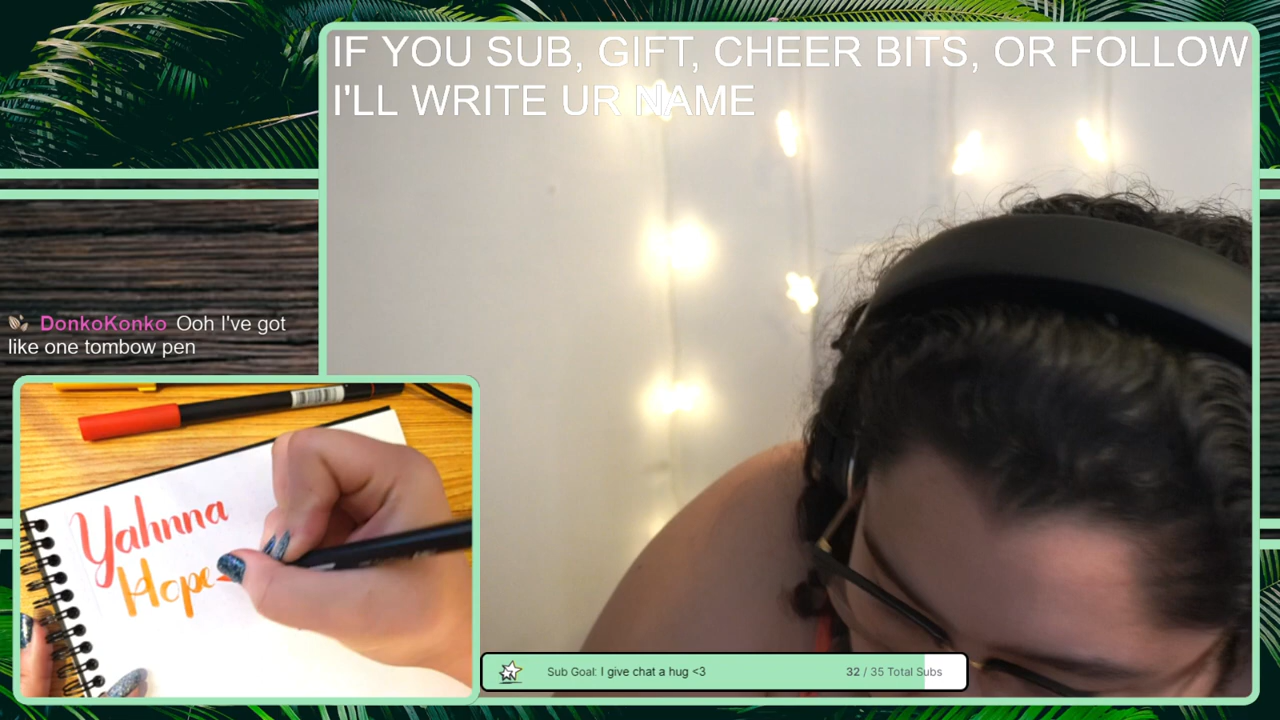 IF YOU SUB, GIFT, CHEER BITS, OR FOLLOW
I'LL WRITE UR NAME
DonkoKonko Ooh I've got
like one tombow pen
Yahnna
Hope
Sub Goal: I give chat a hug <3
32 / 35 Total Subs